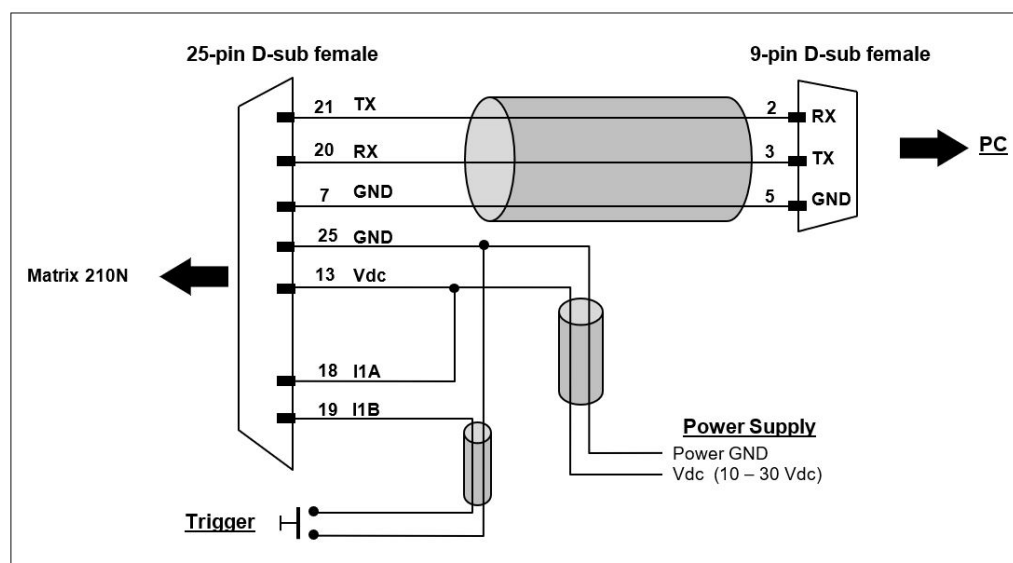 25-pin D-sub female
9-pin D-sub female
21 TX
2 RX
20 RX
3 TX
PC
7 GND
5 GND
25 GND
Matrix 210N
13 Vdc
18 I1A
19 I1B
Power Supply
Power GND
Vdc (10 – 30 Vdc)
Trigger